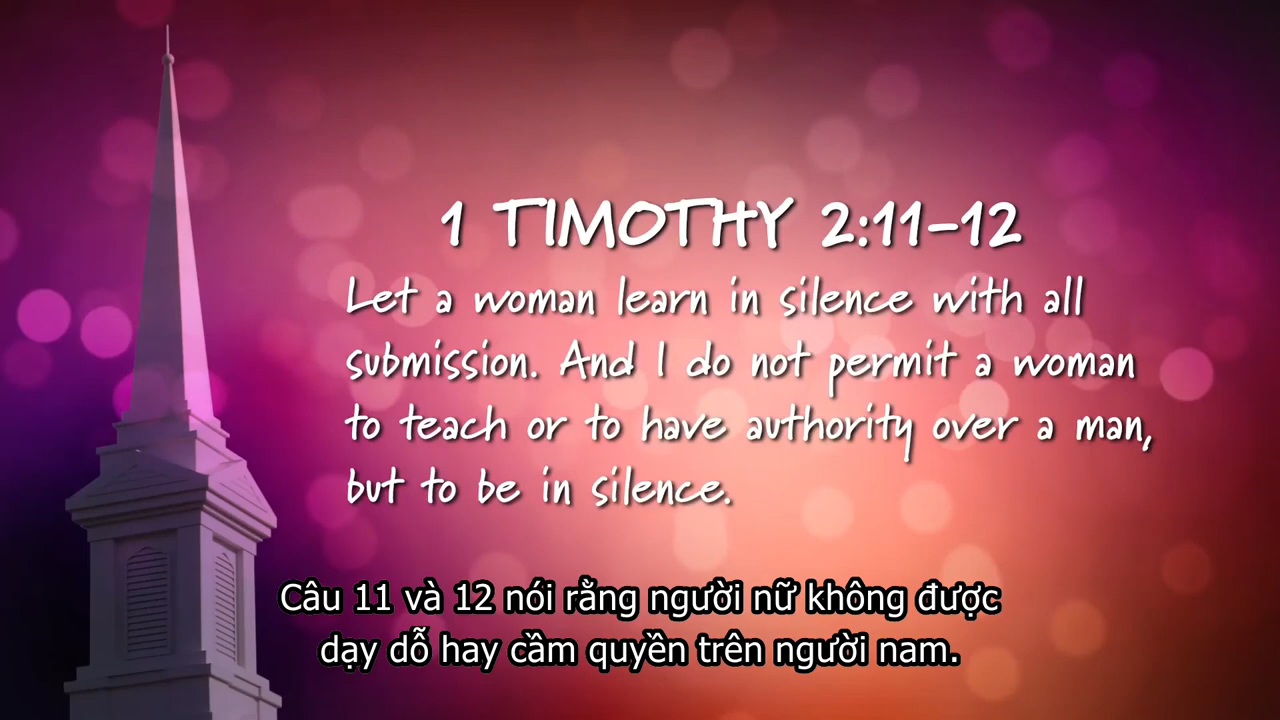 1 TIMOTHY 2:11-12
Let a woman learn in silence with all
submission. And I do not permit a woman
to teach or to have authority over a man,
but to be in silence.
Câu 11 và 12 nói rằng người nữ không được
dạy dỗ hay cầm quyền trên người nam.